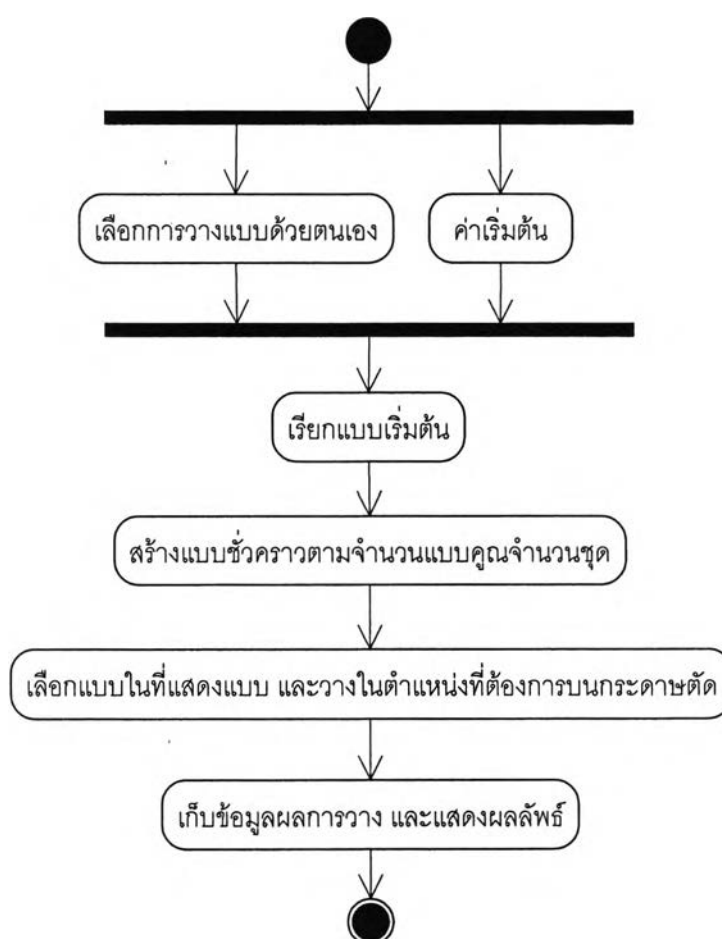 เลือกการวางแบบด้วยตนเอง
ค่าเริ่มต้น
เรียกแบบเริ่มต้น
สร้างแบบชั่วคราวตามจำนวนแบบคูณจำนวนชุด
เลือกแบบในที่แสดงแบบ และวางในตำแหน่งที่ต้องการบนกระดาษตัด
เก็บข้อมูลผลการวาง และแสดงผลลัพธ์